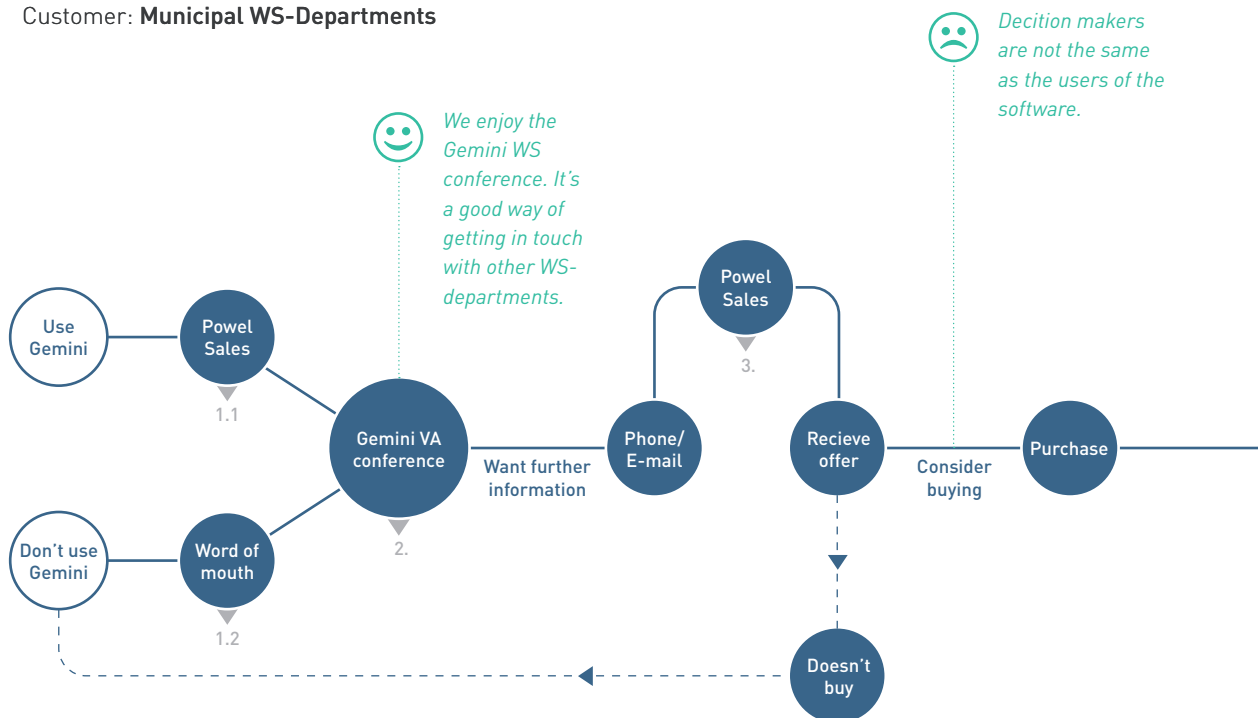 Customer: Municipal WS-Departments
Decition makers
are not the same
as the users of the
software.
We enjoy the
Gemini WS
conference. It's
a good way of
getting in touch
with other WS-
departments.
Use
Gemini
Powel
Sales
1.1
Gemini VA
conference
2.
Want further
information
Phone/
E-mail
Powel
Sales
3.
Recieve
offer
Consider
buying
Purchase
Don't use
Gemini
Word of
mouth
1.2
Doesn't
buy